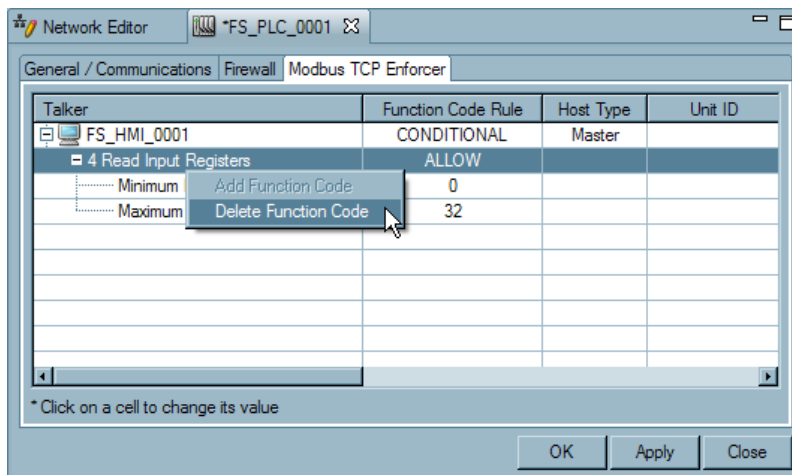 Network Editor *FS_PLC_0001
General / Communications Firewall Modbus TCP Enforcer
Talker Function Code Rule Host Type Unit ID
FS_HMI_0001 CONDITIONAL Master
4 Read Input Registers ALLOW
Minimum 0
Add Function Code
Maximum 32
Delete Function Code
* Click on a cell to change its value
OK Apply Close